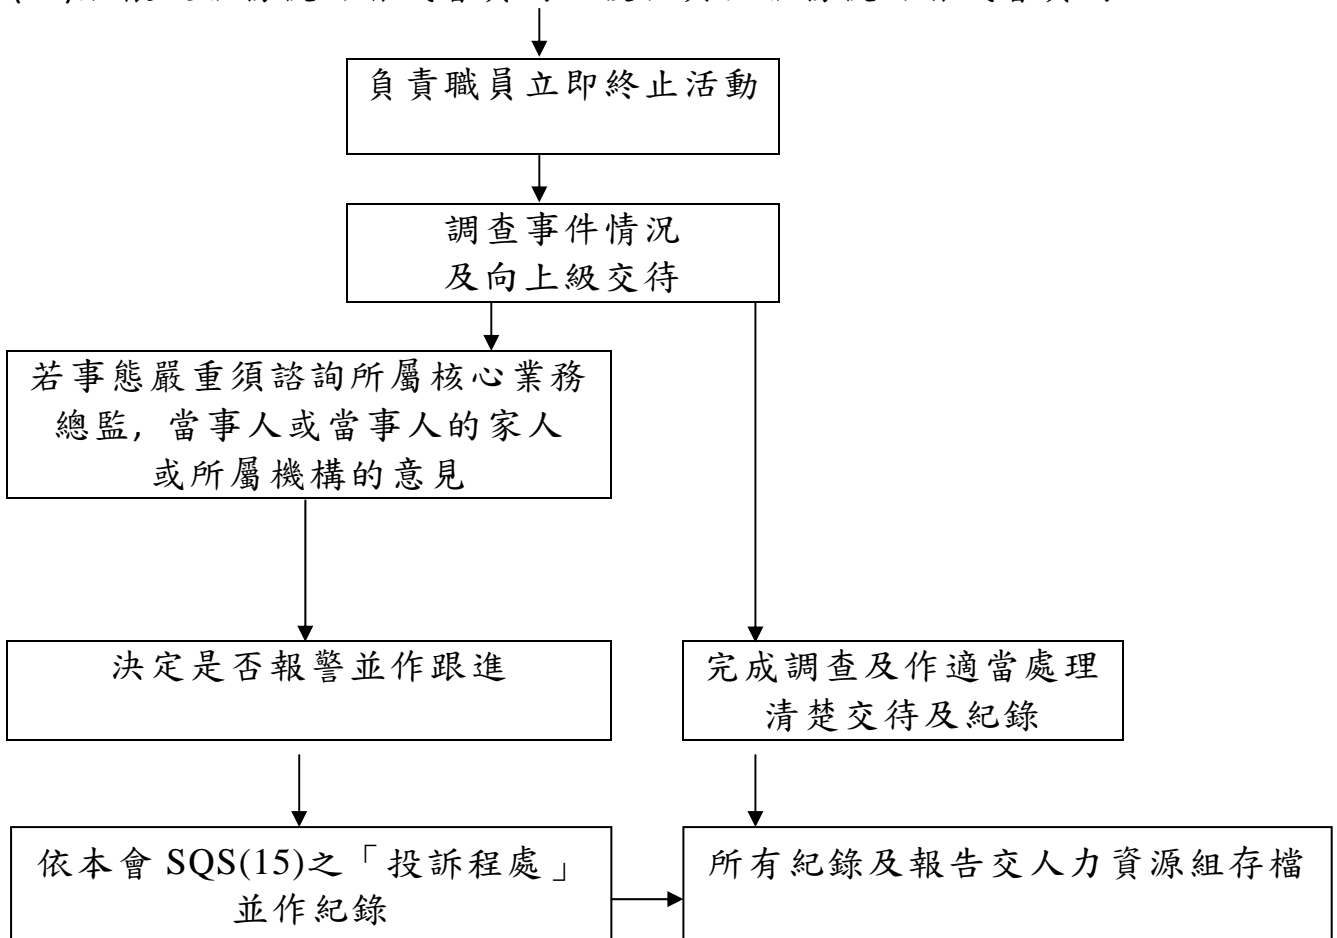 負責職員立即終止活動
調查事件情況
及向上級交待
若事態嚴重須諮詢所屬核心業務
總監, 當事人或當事人的家人
或所屬機構的意見
決定是否報警並作跟進
完成調查及作適當處理
清楚交待及紀錄
依本會 SQS(15)之「投訴程處」
並作紀錄
所有紀錄及報告交人力資源組存檔